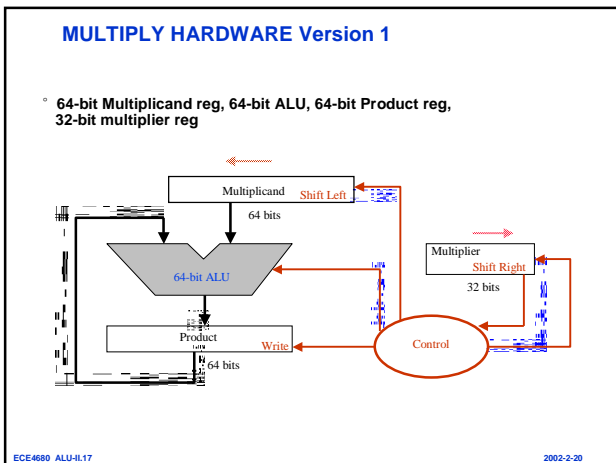 MULTIPLY HARDWARE Version 1
° 64-bit Multiplicand reg, 64-bit ALU, 64-bit Product reg,
32-bit multiplier reg
Multiplicand
Shift Left
64 bits
Multiplier
Shift Right
64-bit ALU
32 bits
Product
Write
Control
64 bits
ECE4680 ALU-II.17
2002-2-20